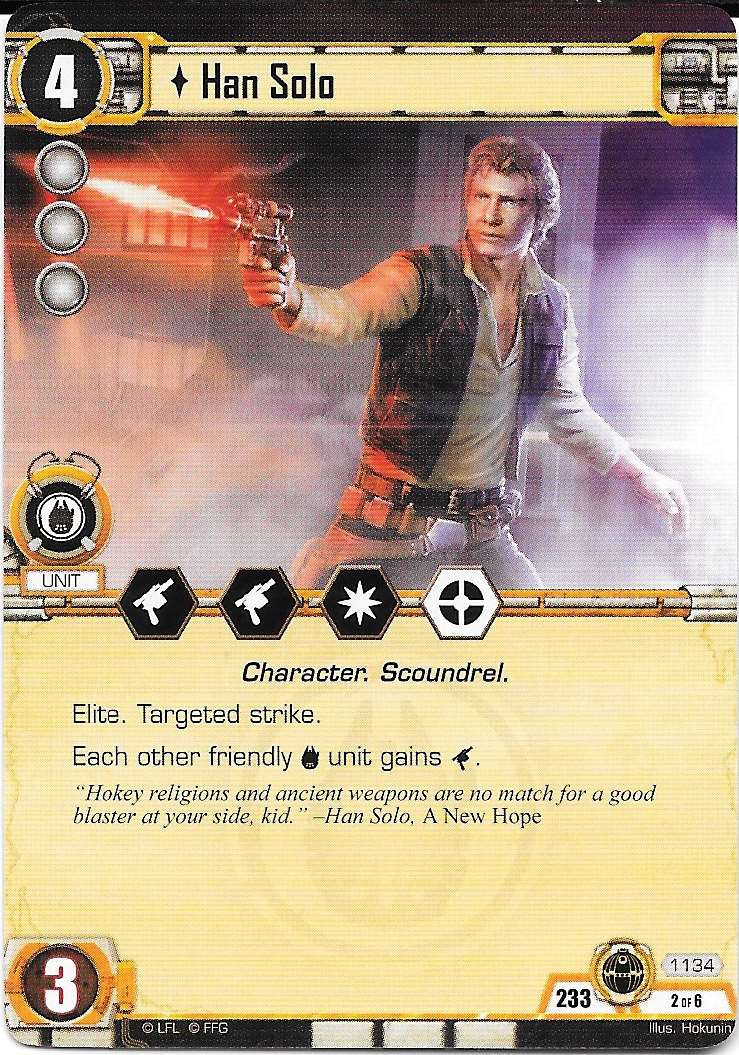 4
Han Solo
UNIT
Character. Scoundrel.
Elite. Targeted strike.
Each other friendly unit gains .
“Hokey religions and ancient weapons are no match for a good
blaster at your side, kid.” –Han Solo, A New Hope
3
1134
233
2 OF 6
© LFL © FFG
Illus. Hokunin